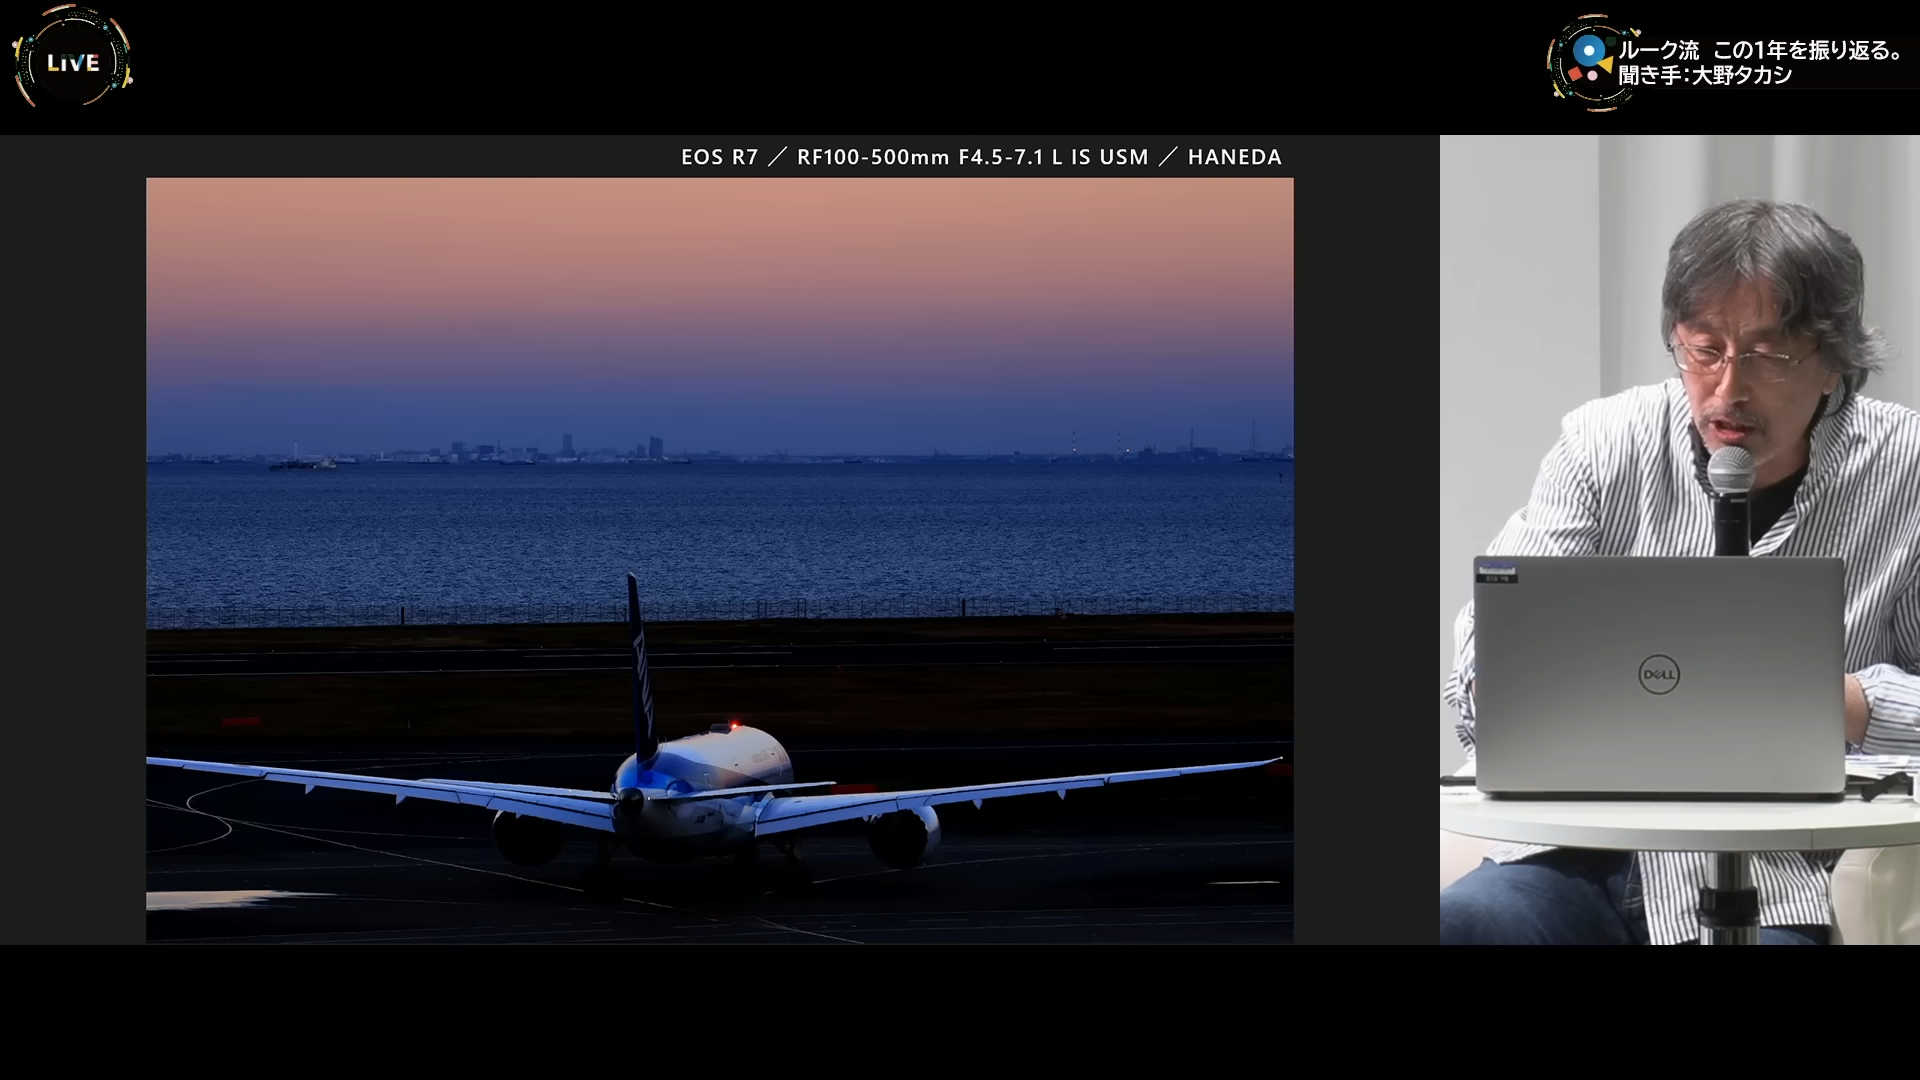 LIVE
ルーク流 この1年を振り返る。
聞き手：大野タカシ
EOS R7 ／ RF100-500mm F4.5-7.1 L IS USM ／ HANEDA
ANA
DELL